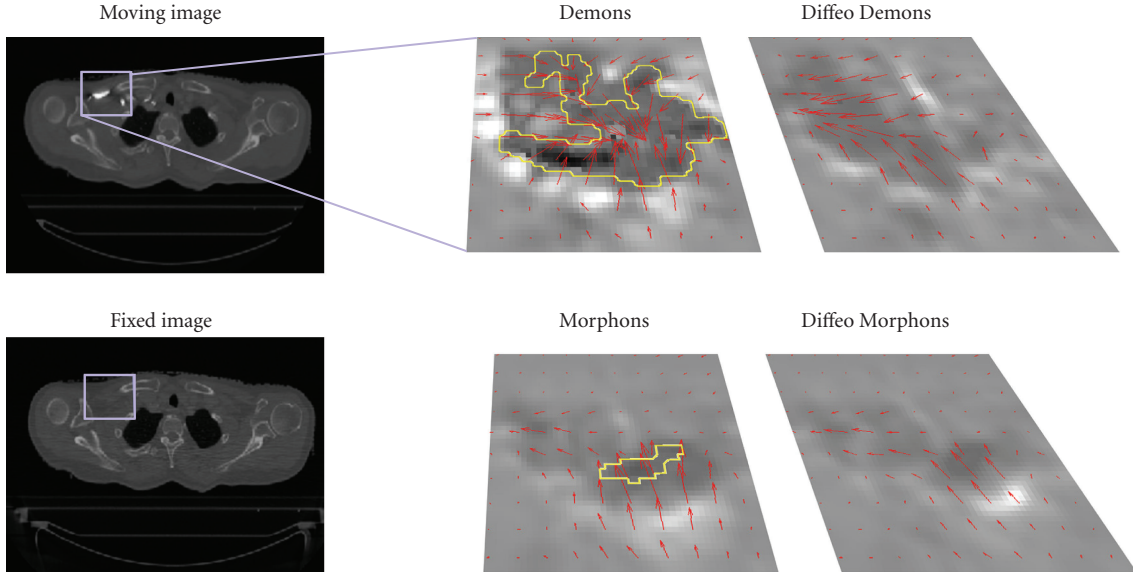 Moving image
Demons
Diffeo Demons
Fixed image
Morphons
Diffeo Morphons